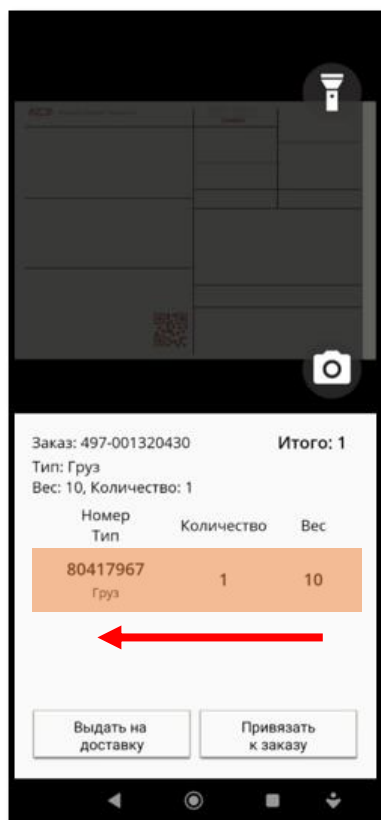 Заказ: 497-001320430 Итого: 1
Тип: Груз
Вес: 10, Количество: 1
Номер Тип Количество Вес
80417967 1 10
Груз
Выдать на доставку
Привязать к заказу